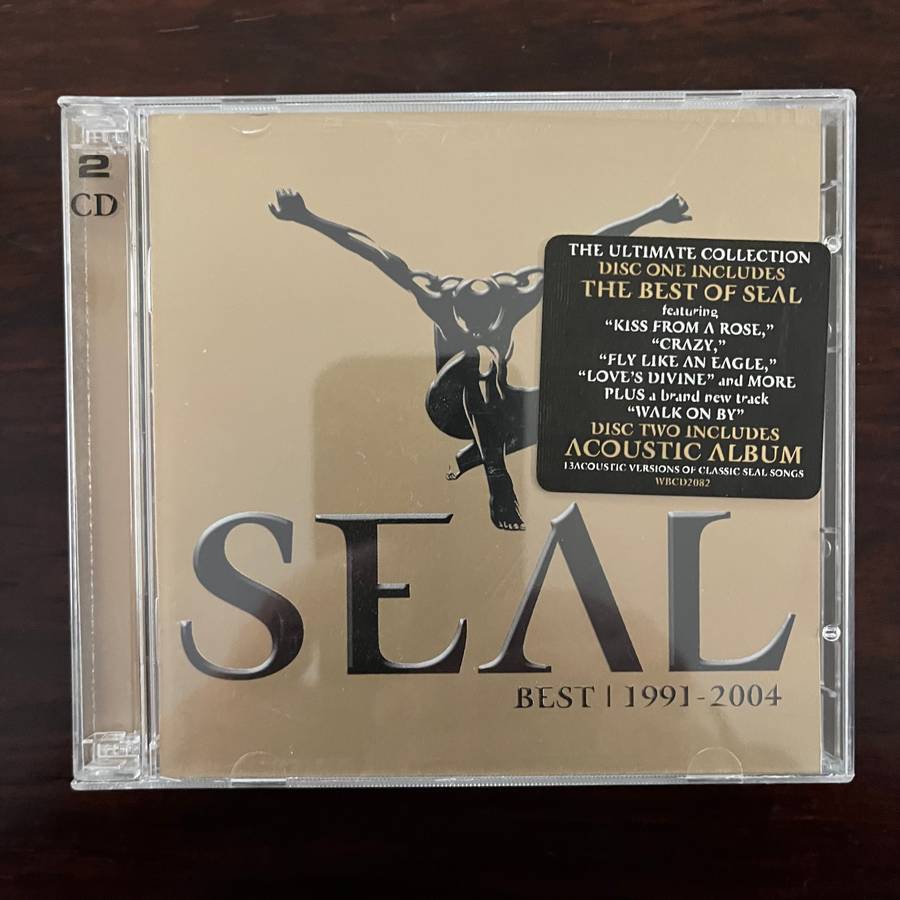 2
CD
THE ULTIMATE COLLECTION
DISC ONE INCLUDES
THE BEST OF SEAL
featuring
“KISS FROM A ROSE,”
“CRAZY,”
“FLY LIKE AN EAGLE,”
“LOVE'S DIVINE” and MORE
PLUS a brand new track
“WALK ON BY”
DISC TWO INCLUDES
ACOUSTIC ALBUM
13ACOUSTIC VERSIONS OF CLASSIC SEAL SONGS
WBCD2082
SEAL
BEST | 1991-2004